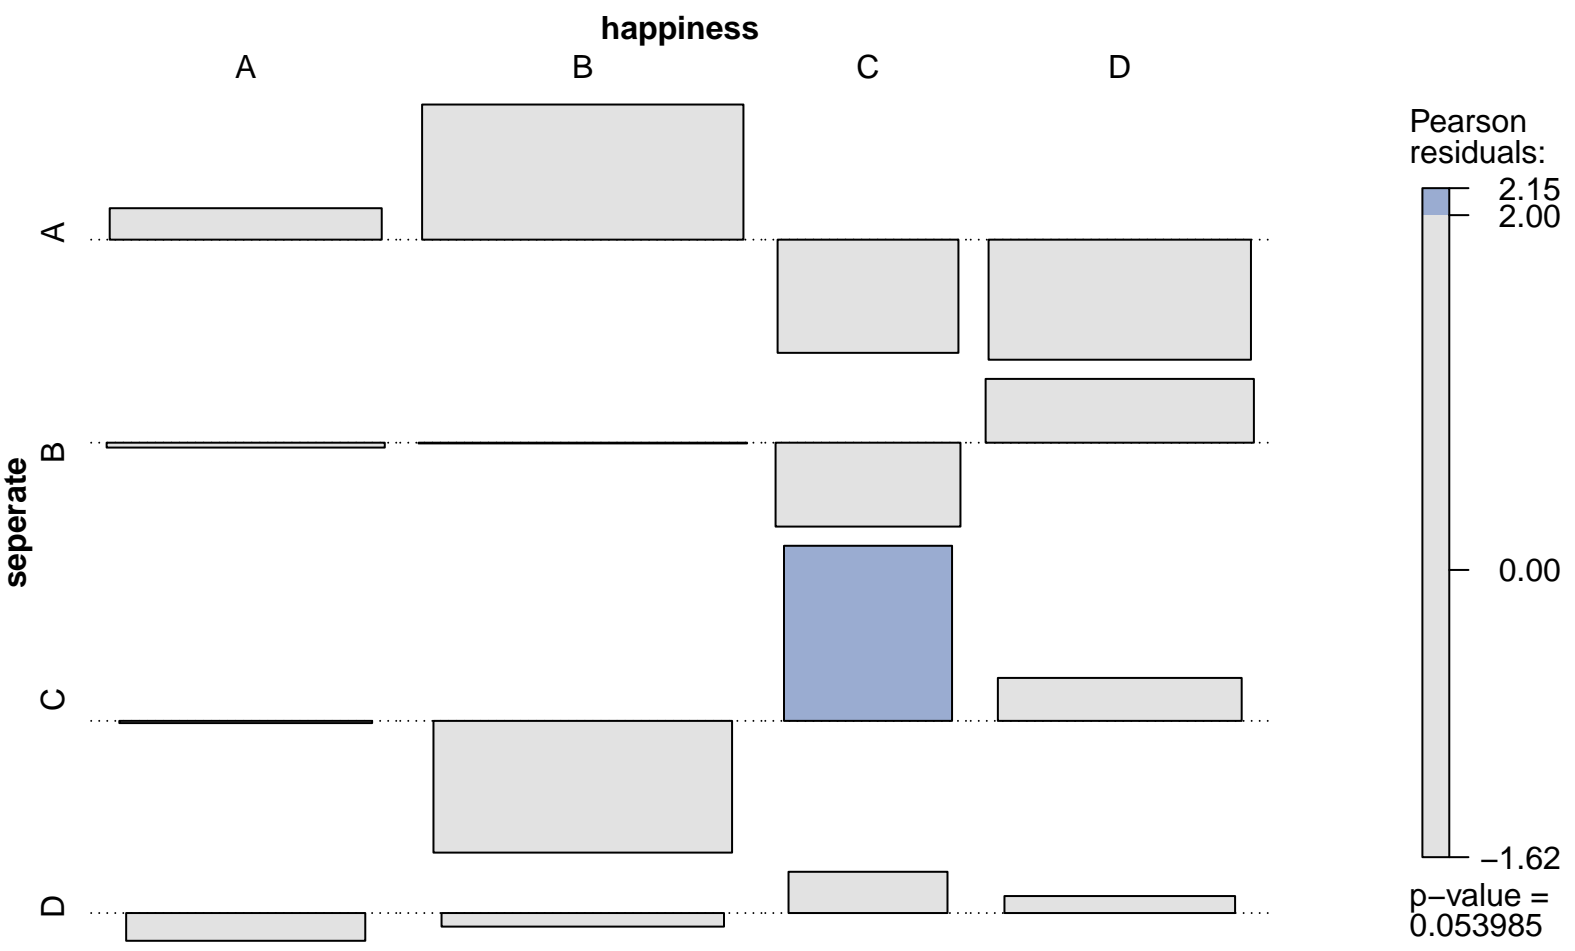 happiness
A B C D
Pearson
residuals:
2.15
2.00
0.00
−1.62
p−value =
0.053985
seperate
A
B
C
D